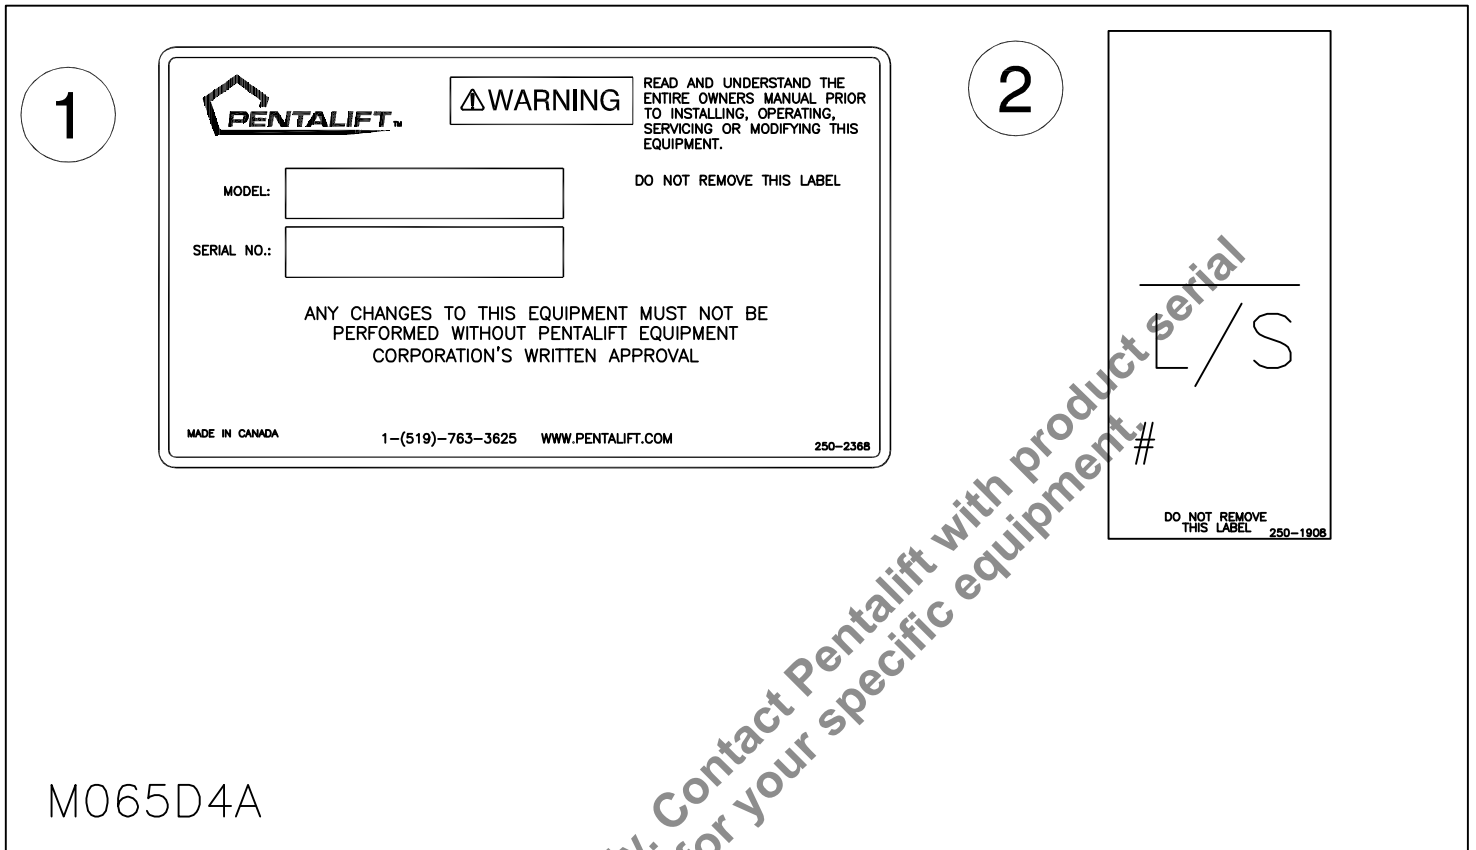 1
PENTALIFT™
⚠WARNING
READ AND UNDERSTAND THE
ENTIRE OWNERS MANUAL PRIOR
TO INSTALLING, OPERATING,
SERVICING OR MODIFYING THIS
EQUIPMENT.
DO NOT REMOVE THIS LABEL
MODEL:
SERIAL NO.:
ANY CHANGES TO THIS EQUIPMENT MUST NOT BE
PERFORMED WITHOUT PENTALIFT EQUIPMENT
CORPORATION'S WRITTEN APPROVAL
MADE IN CANADA
1-(519)-763-3625 WWW.PENTALIFT.COM
250-2368
2
L/S
#
DO NOT REMOVE
THIS LABEL
250-1908
Contact Pentalift with product serial
for your specific equipment.
M065D4A